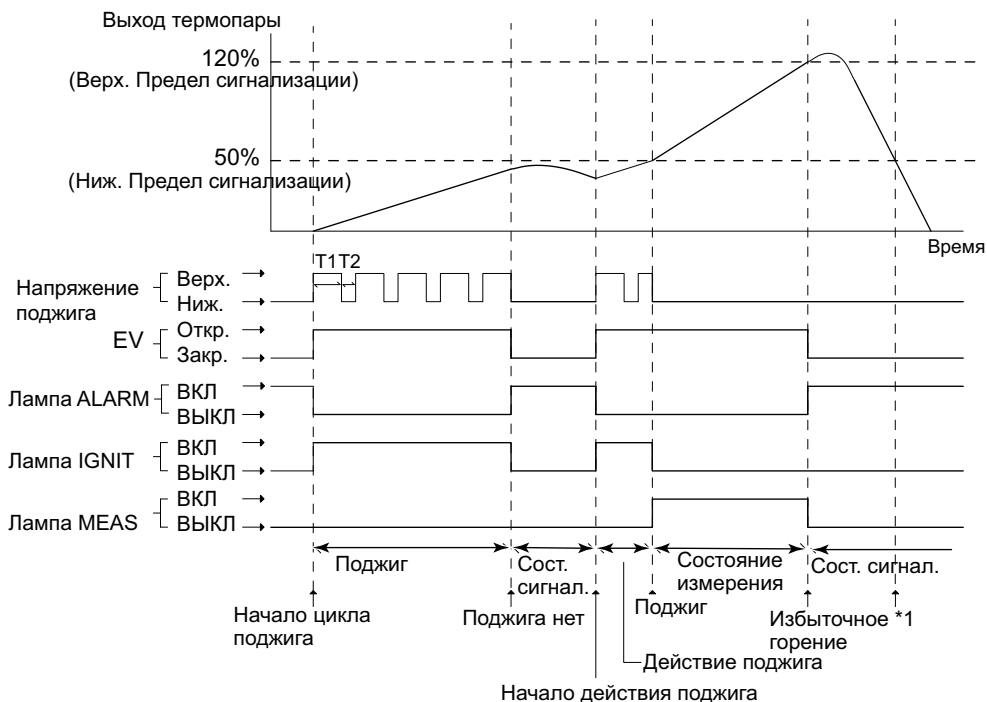 Выход термопары
120%
(Верх. Предел сигнализации)
50%
(Ниж. Предел сигнализации)
Время
T1 T2
Напряжение
поджига
Верх.
Ниж.
EV
Откр.
Закр.
Лампа ALARM
ВКЛ
ВЫКЛ
Лампа IGNIT
ВКЛ
ВЫКЛ
Лампа MEAS
ВКЛ
ВЫКЛ
Поджиг
Сост.
сигнал.
Состояние
измерения
Сост. сигнал.
Начало цикла
поджига
Поджига нет
Поджиг
Избыточное *1
горение
Действие поджига
Начало действия поджига